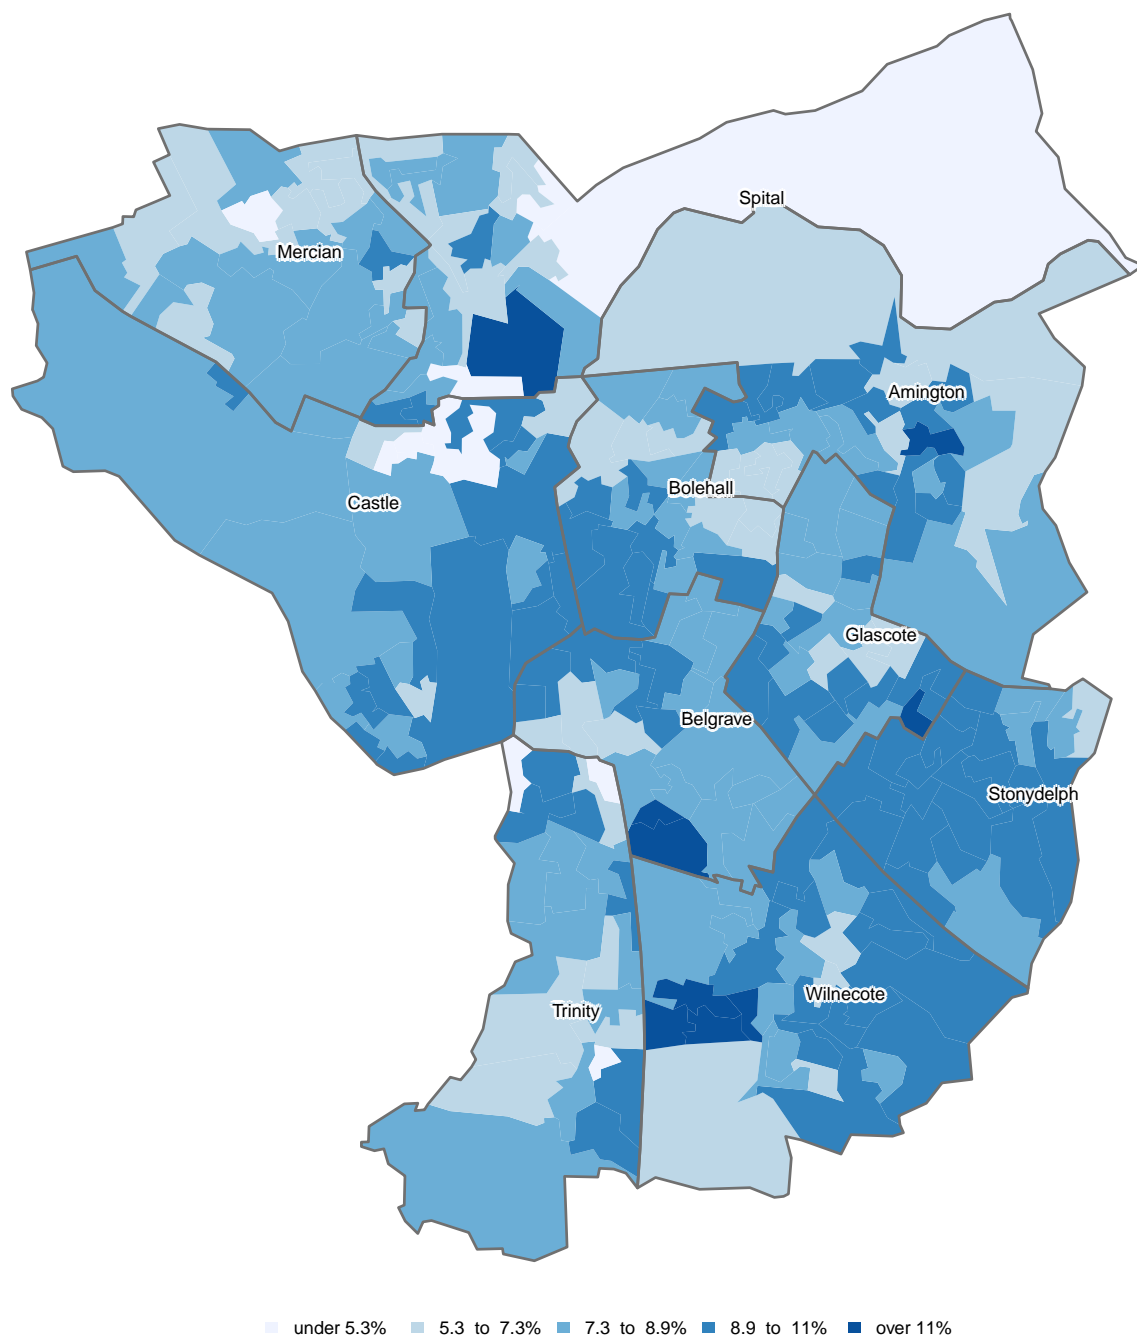 Spital
Mercian
Amington
Bolehall
Castle
Glascote
Belgrave
Stonydelph
Wilnecote
Trinity
under 5.3% 5.3 to 7.3% 7.3 to 8.9% 8.9 to 11% over 11%